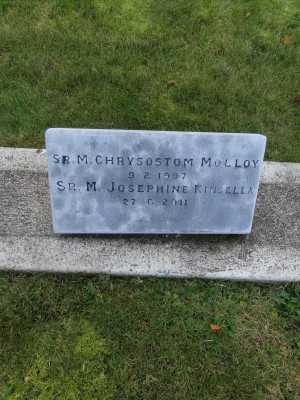 SR. M. CHRYSOSTOM MOLLOY
9·2·1997
SR. M. JOSEPHINE KINSELLA
27·6·2011